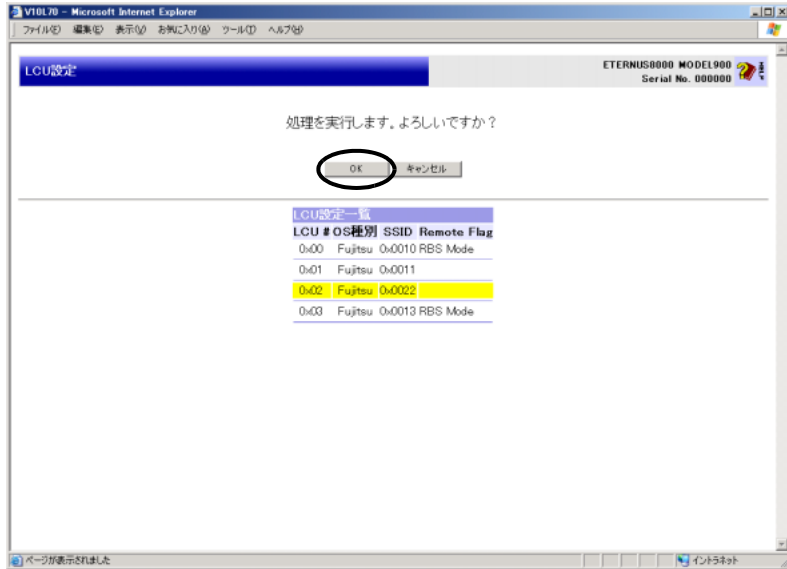 V10L70 - Microsoft Internet Explorer
ファイル(F) 編集(E) 表示(V) お気に入り(A) ツール(T) ヘルプ(H)
LCU設定
ETERNUS8000 MODEL900
Serial No. 000000
処理を実行します。よろしいですか？
OK キャンセル
LCU設定一覧
LCU # OS種別 SSID Remote Flag
0x00 Fujitsu 0x0010 RBS Mode
0x01 Fujitsu 0x0011
0x02 Fujitsu 0x0022
0x03 Fujitsu 0x0013 RBS Mode
ページが表示されました
イントラネット